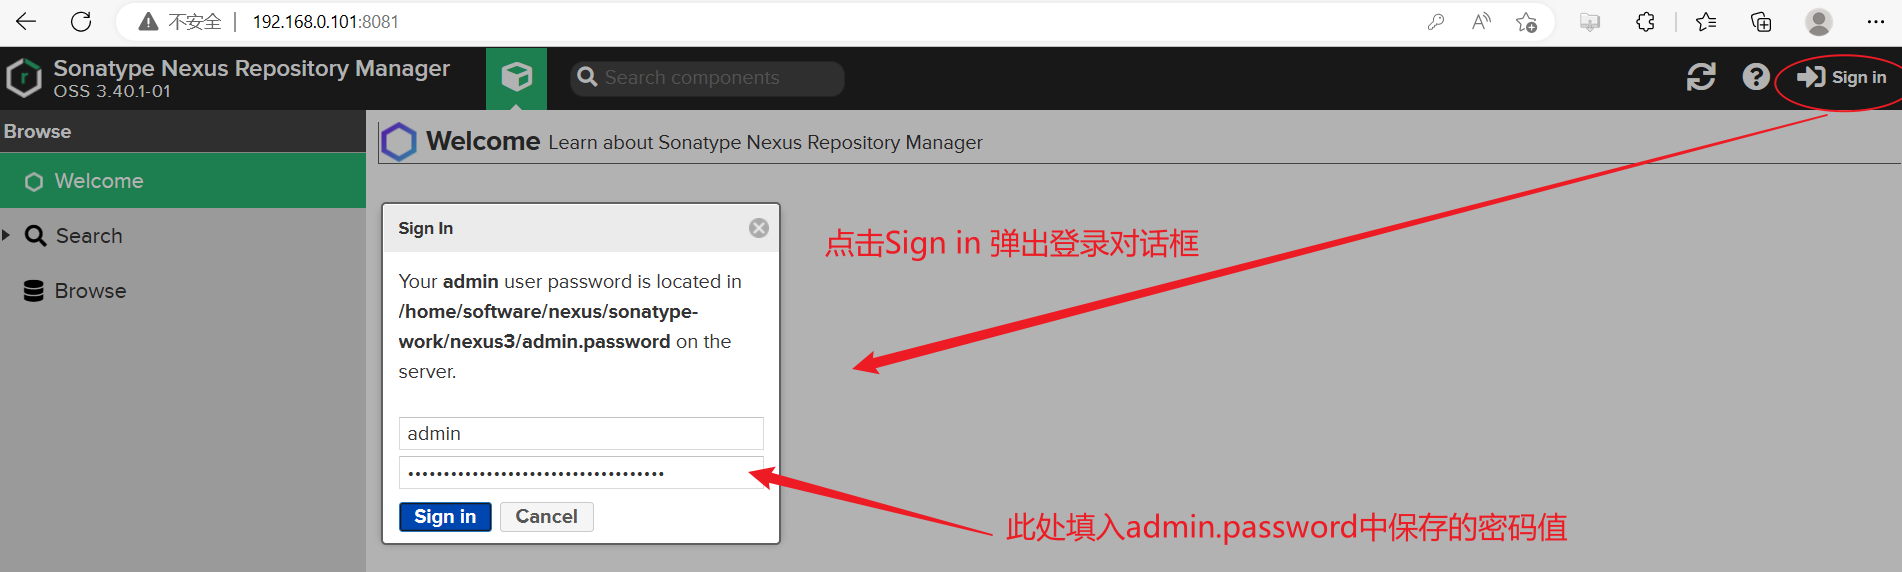 不安全 192.168.0.101:8081
Sonatype Nexus Repository Manager
OSS 3.40.1-01
Search components
Sign in
Browse
Welcome Learn about Sonatype Nexus Repository Manager
Welcome
Search
Browse
Sign In
Your admin user password is located in
/home/software/nexus/sonatype-
work/nexus3/admin.password on the
server.
admin
••••••••••••••••••••••••••••••••••••
Sign in Cancel
点击Sign in 弹出登录对话框
此处填入admin.password中保存的密码值